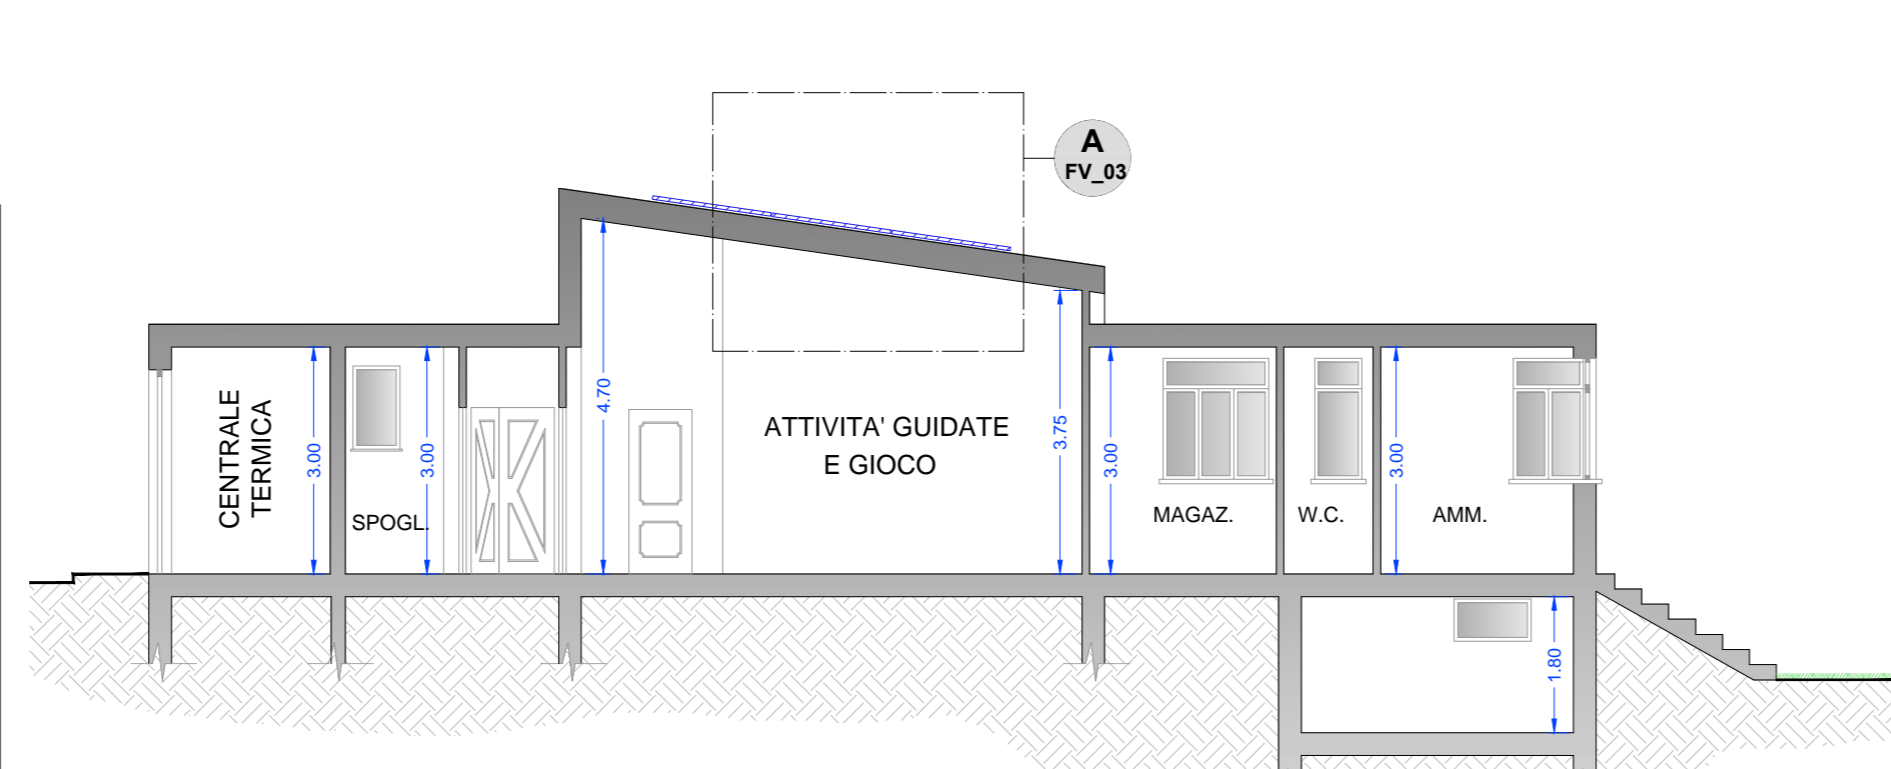 A
FV_03
CENTRALE
TERMICA
3.00
SPOGL.
3.00
4.70
ATTIVITA' GUIDATE
E GIOCO
3.75
3.00
MAGAZ.
W.C.
3.00
AMM.
1.80